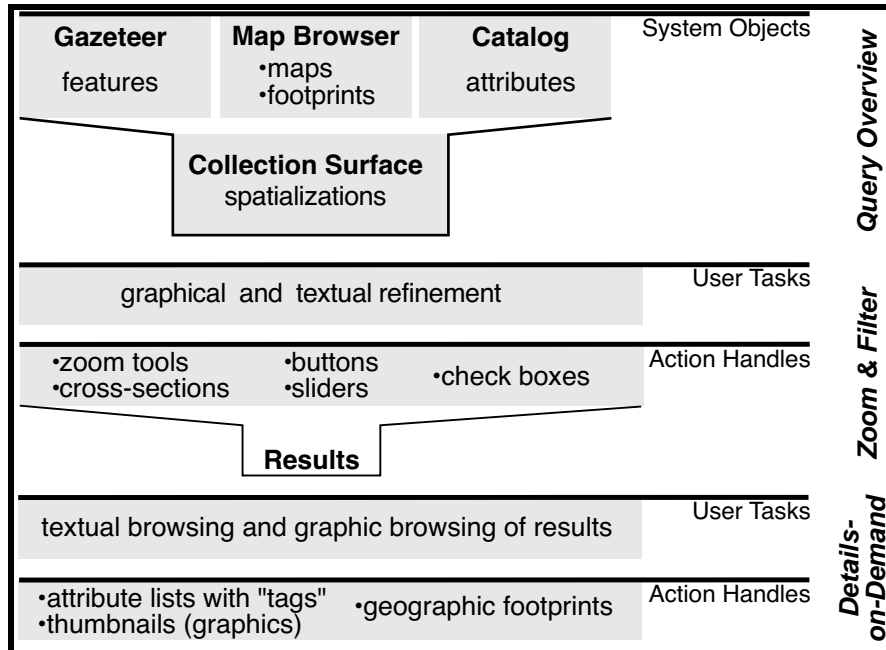 Gazeteer
features
Map Browser
•maps
•footprints
Catalog
attributes
System Objects
Collection Surface
spatializations
Query Overview
User Tasks
graphical and textual refinement
Action Handles
•zoom tools
•cross-sections
•buttons
•sliders
•check boxes
Results
Zoom & Filter
User Tasks
textual browsing and graphic browsing of results
Action Handles
•attribute lists with "tags"
•thumbnails (graphics)
•geographic footprints
Details-
on-Demand